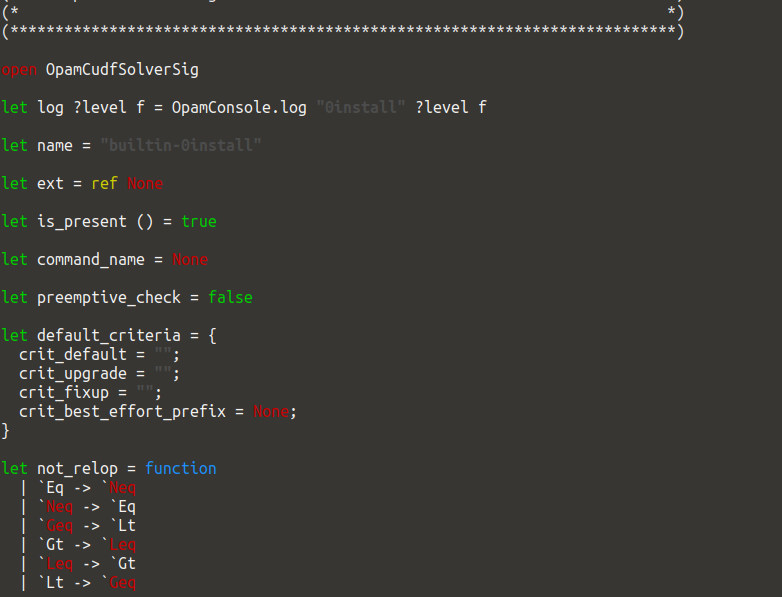 (*                                                                        *)
(**************************************************************************)
open OpamCudfSolverSig
let log ?level f = OpamConsole.log "0install" ?level f
let name = "builtin-0install"
let ext = ref None
let is_present () = true
let command_name = None
let preemptive_check = false
let default_criteria = {
  crit_default = "";
  crit_upgrade = "";
  crit_fixup = "";
  crit_best_effort_prefix = None;
}
let not_relop = function
  | `Eq -> `Neq
  | `Neq -> `Eq
  | `Geq -> `Lt
  | `Gt -> `Leq
  | `Leq -> `Gt
  | `Lt -> `Geq